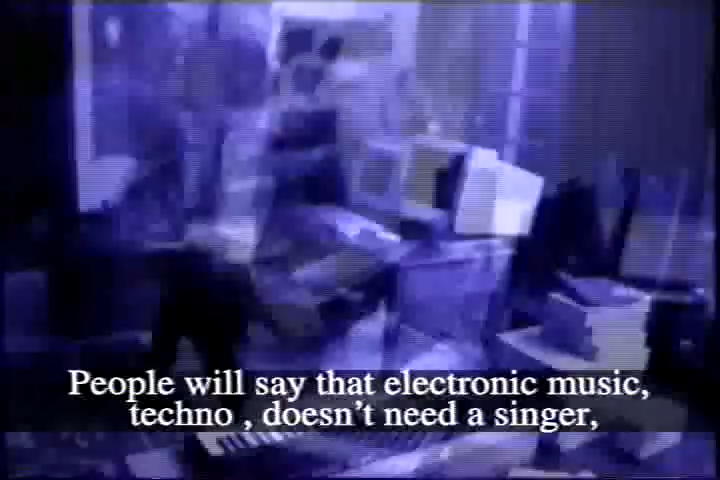 People will say that electronic music,
techno , doesn't need a singer,